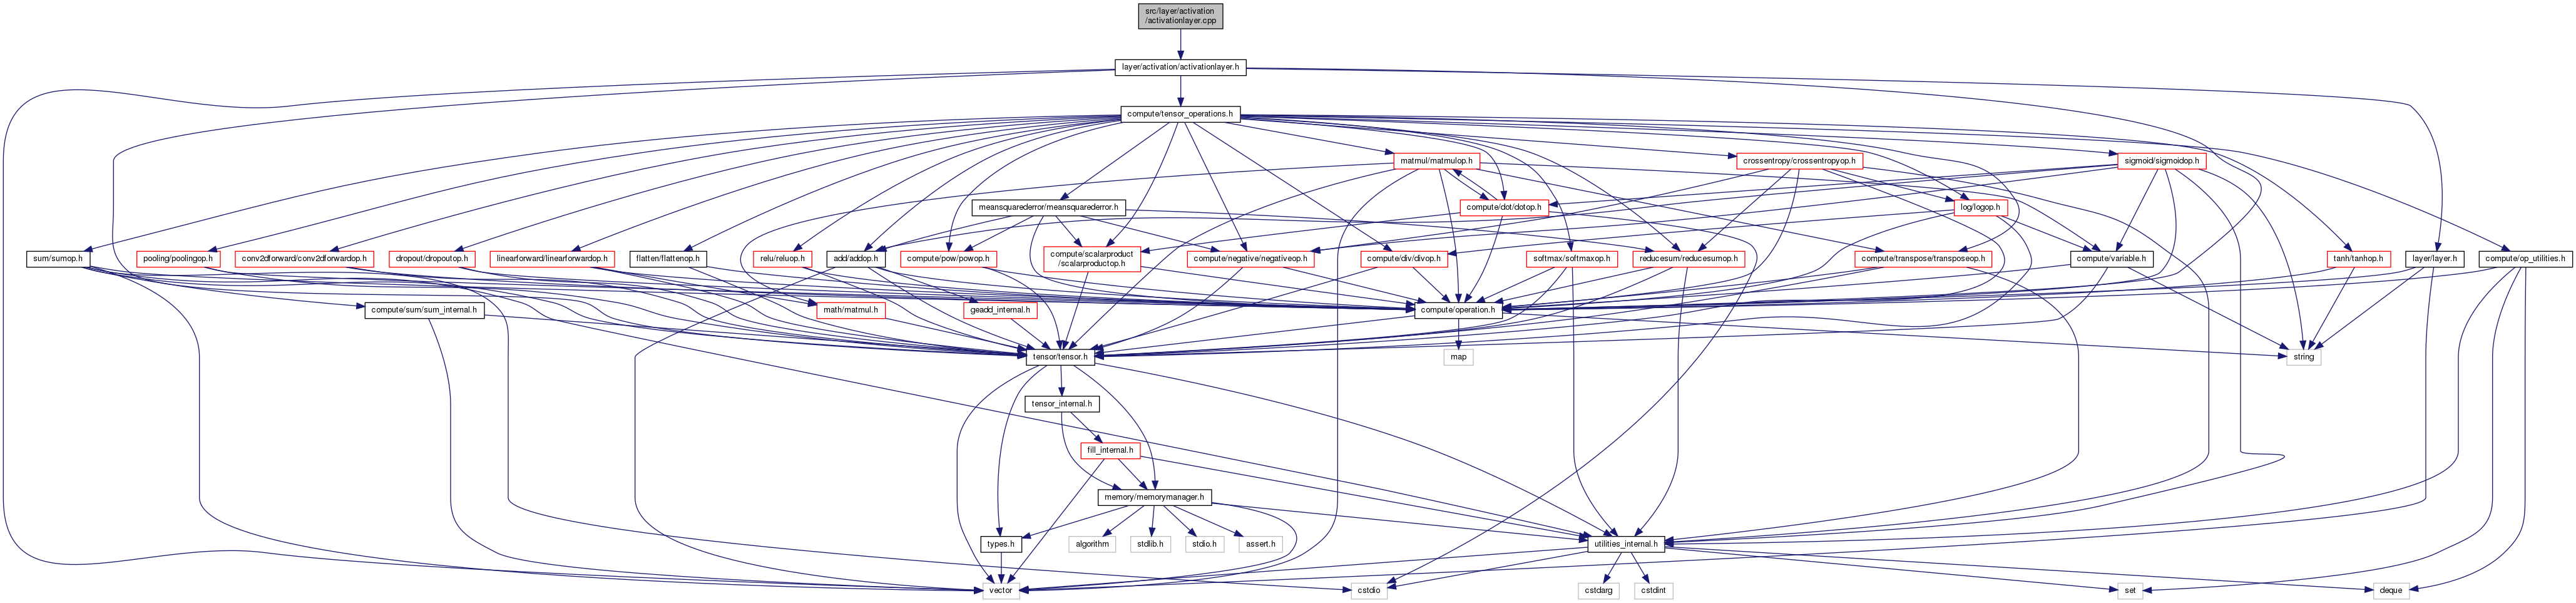 src/layer/activation
/activationlayer.cpp
layer/activation/activationlayer.h
compute/tensor_operations.h
matmul/matmulop.h
crossentropy/crossentropyop.h
sigmoid/sigmoidop.h
meansquarederror/meansquarederror.h
compute/dot/dotop.h
log/logop.h
sum/sumop.h
pooling/poolingop.h
conv2dforward/conv2dforwardop.h
dropout/dropoutop.h
linearforward/linearforwardop.h
flatten/flattenop.h
relu/reluop.h
add/addop.h
compute/pow/powop.h
compute/scalarproduct
/scalarproductop.h
compute/negative/negativeop.h
compute/div/divop.h
softmax/softmaxop.h
reducesum/reducesumop.h
compute/transpose/transposeop.h
compute/variable.h
tanh/tanhop.h
layer/layer.h
compute/op_utilities.h
compute/sum/sum_internal.h
math/matmul.h
geadd_internal.h
compute/operation.h
tensor/tensor.h
map
string
tensor_internal.h
fill_internal.h
memory/memorymanager.h
types.h
algorithm
stdlib.h
stdio.h
assert.h
utilities_internal.h
vector
cstdio
cstdarg
cstdint
set
deque